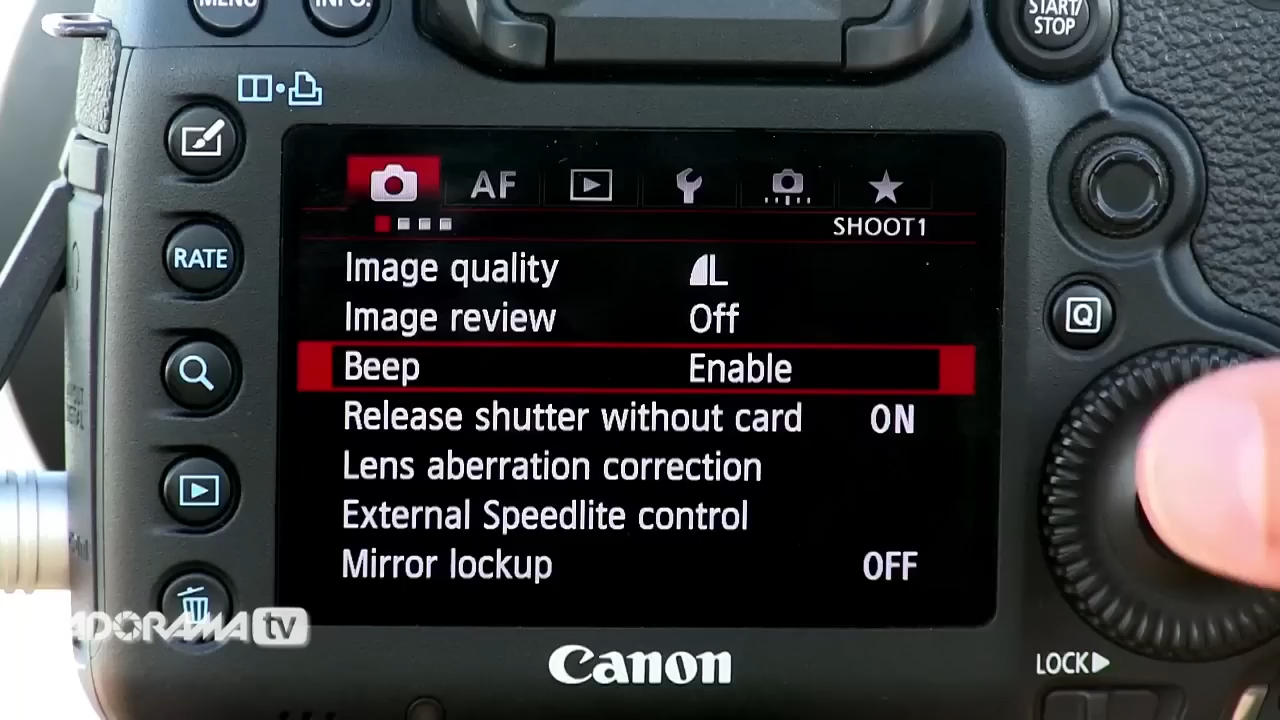 MENU
INFO.
START/
STOP
AF
SHOOT1
RATE
Q
Image quality L
Image review Off
Beep Enable
Release shutter without card ON
Lens aberration correction
External Speedlite control
Mirror lockup OFF
ADORAMA tv
Canon
LOCK